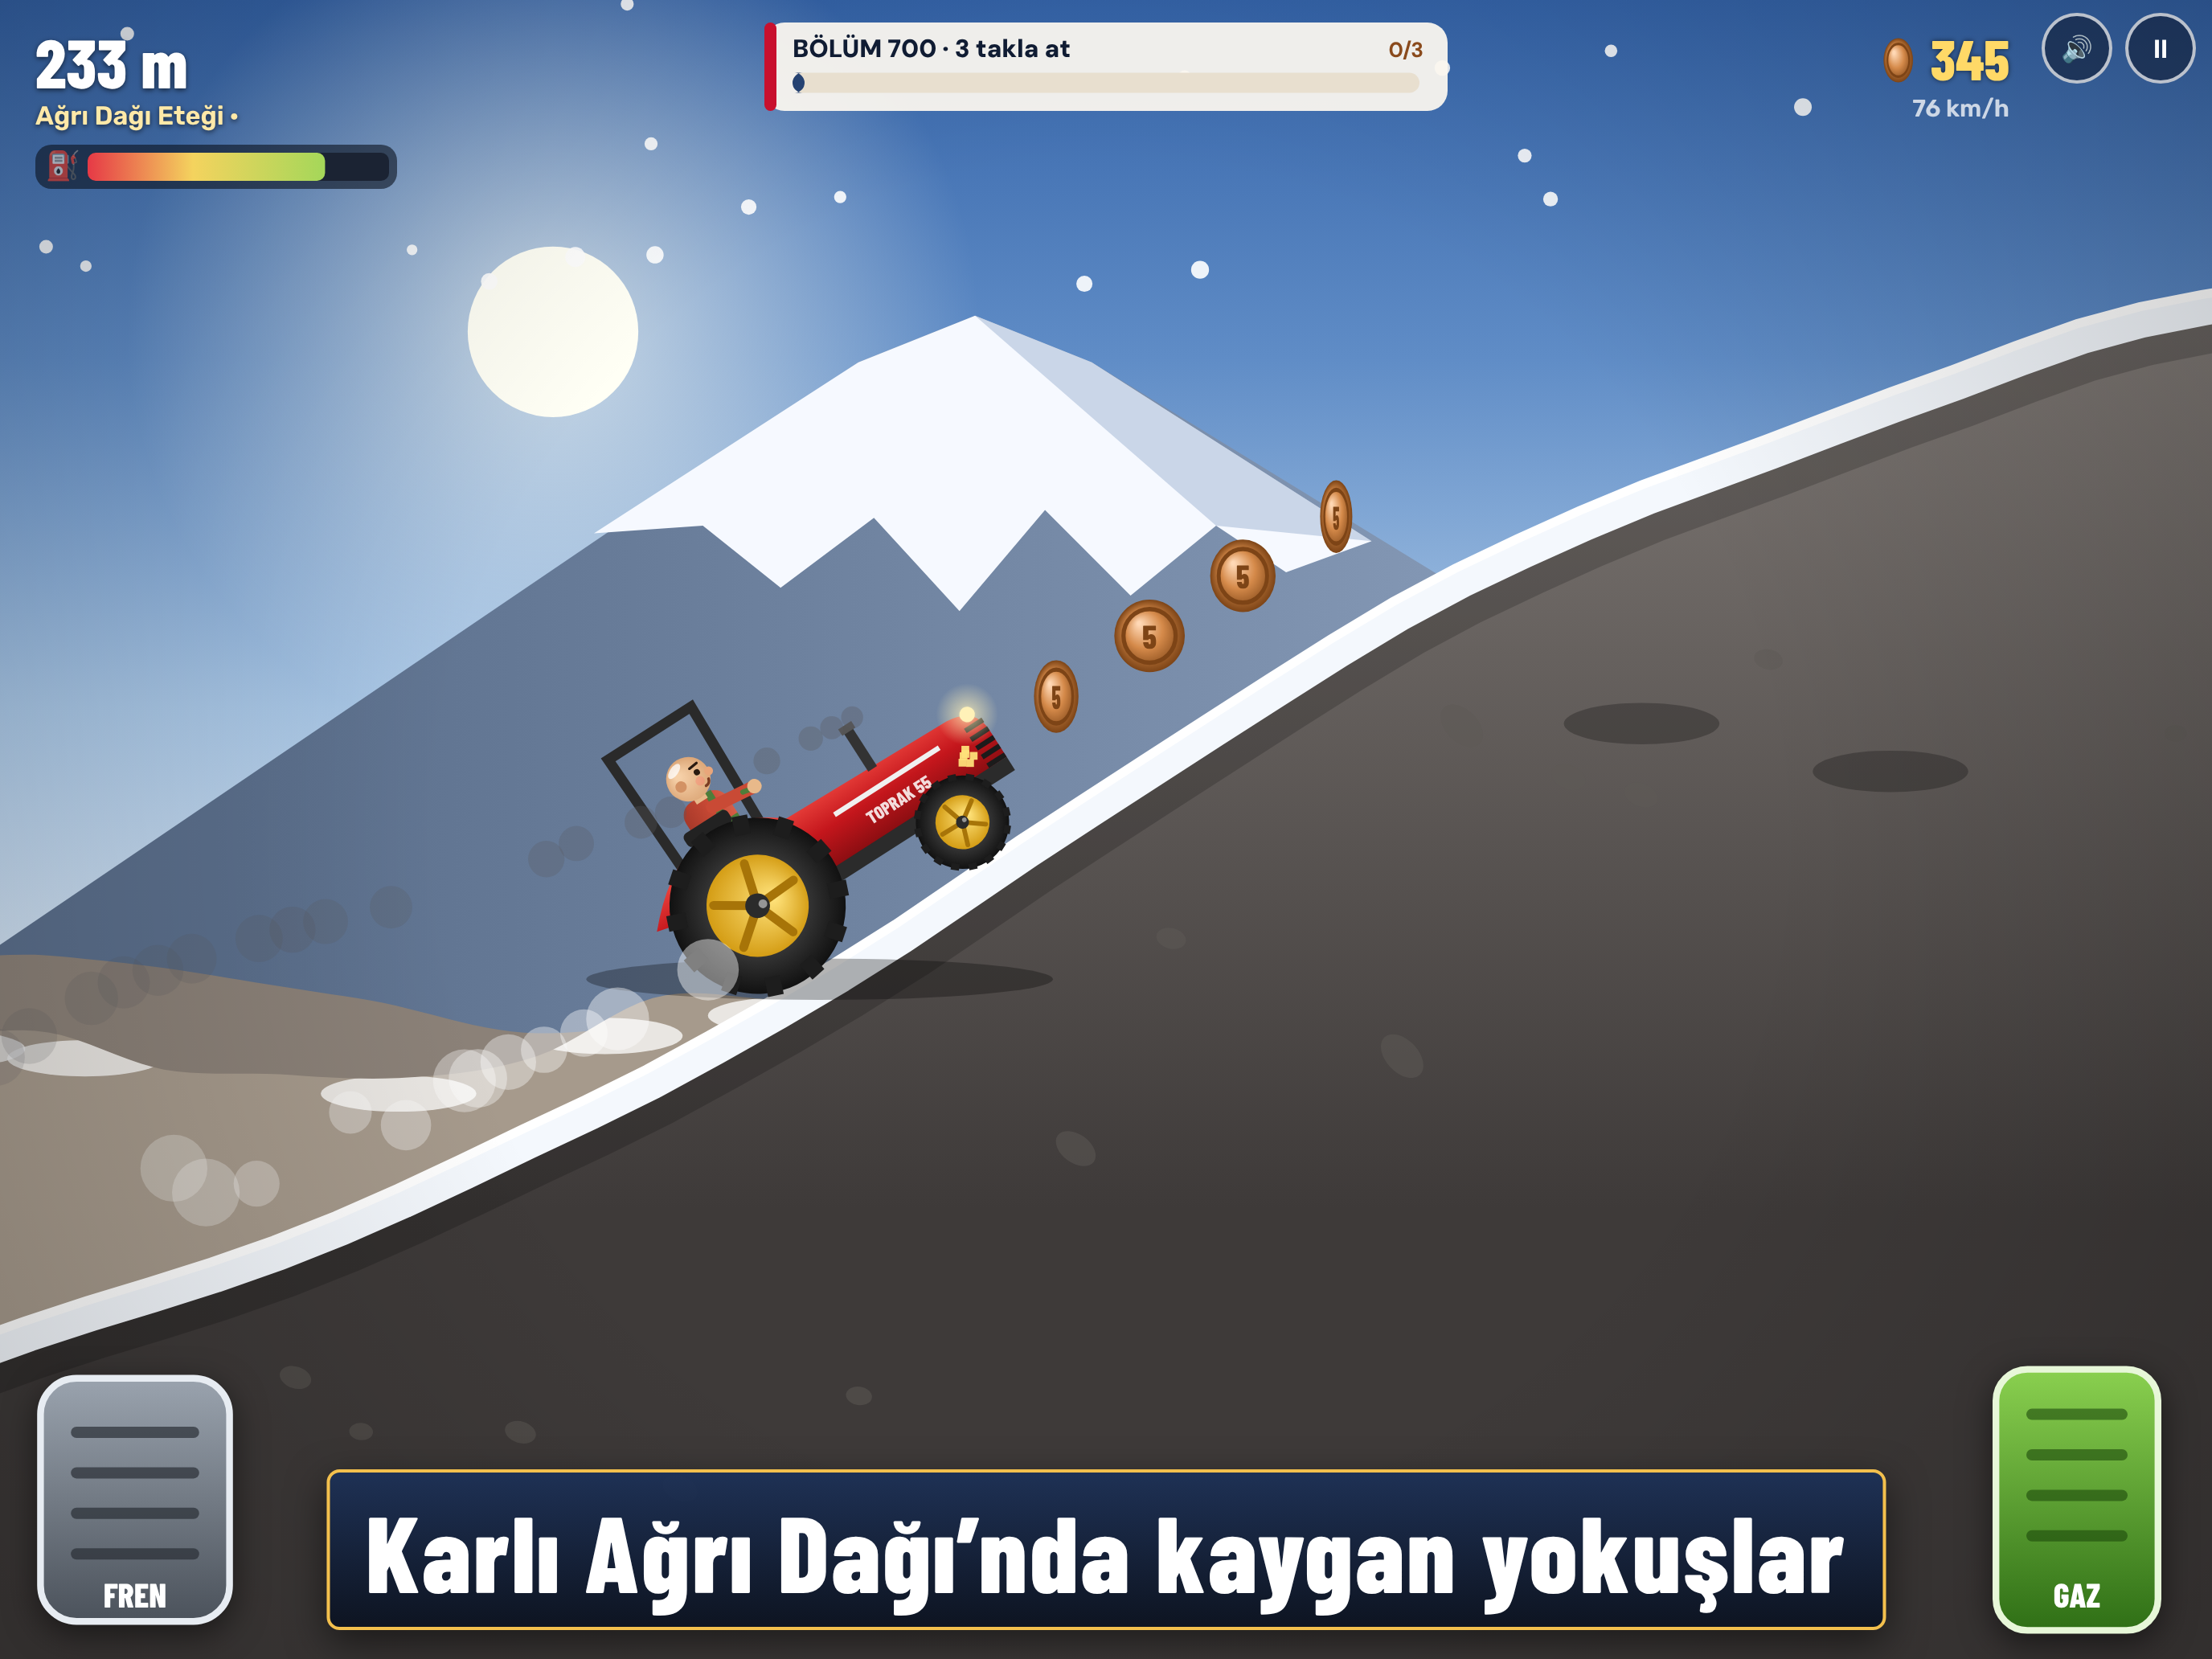 233 m
Ağrı Dağı Eteği •
BÖLÜM 700 · 3 takla at
0/3
345
76 km/h
5
5
5
5
TOPRAK 55
FREN
Karlı Ağrı Dağı’nda kaygan yokuşlar
GAZ